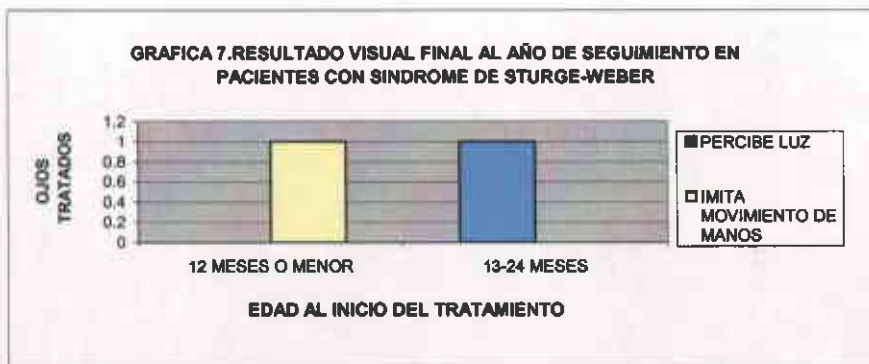 GRAFICA 7.RESULTADO VISUAL FINAL AL AÑO DE SEGUIMIENTO EN
PACIENTES CON SINDROME DE STURGE-WEBER
OJOS
TRATADOS
1,2
1
0.8
0.6
0.4
0.2
0
12 MESES O MENOR
13-24 MESES
EDAD AL INICIO DEL TRATAMIENTO
PERCIBE LUZ
IMITA
MOVIMIENTO DE
MANOS